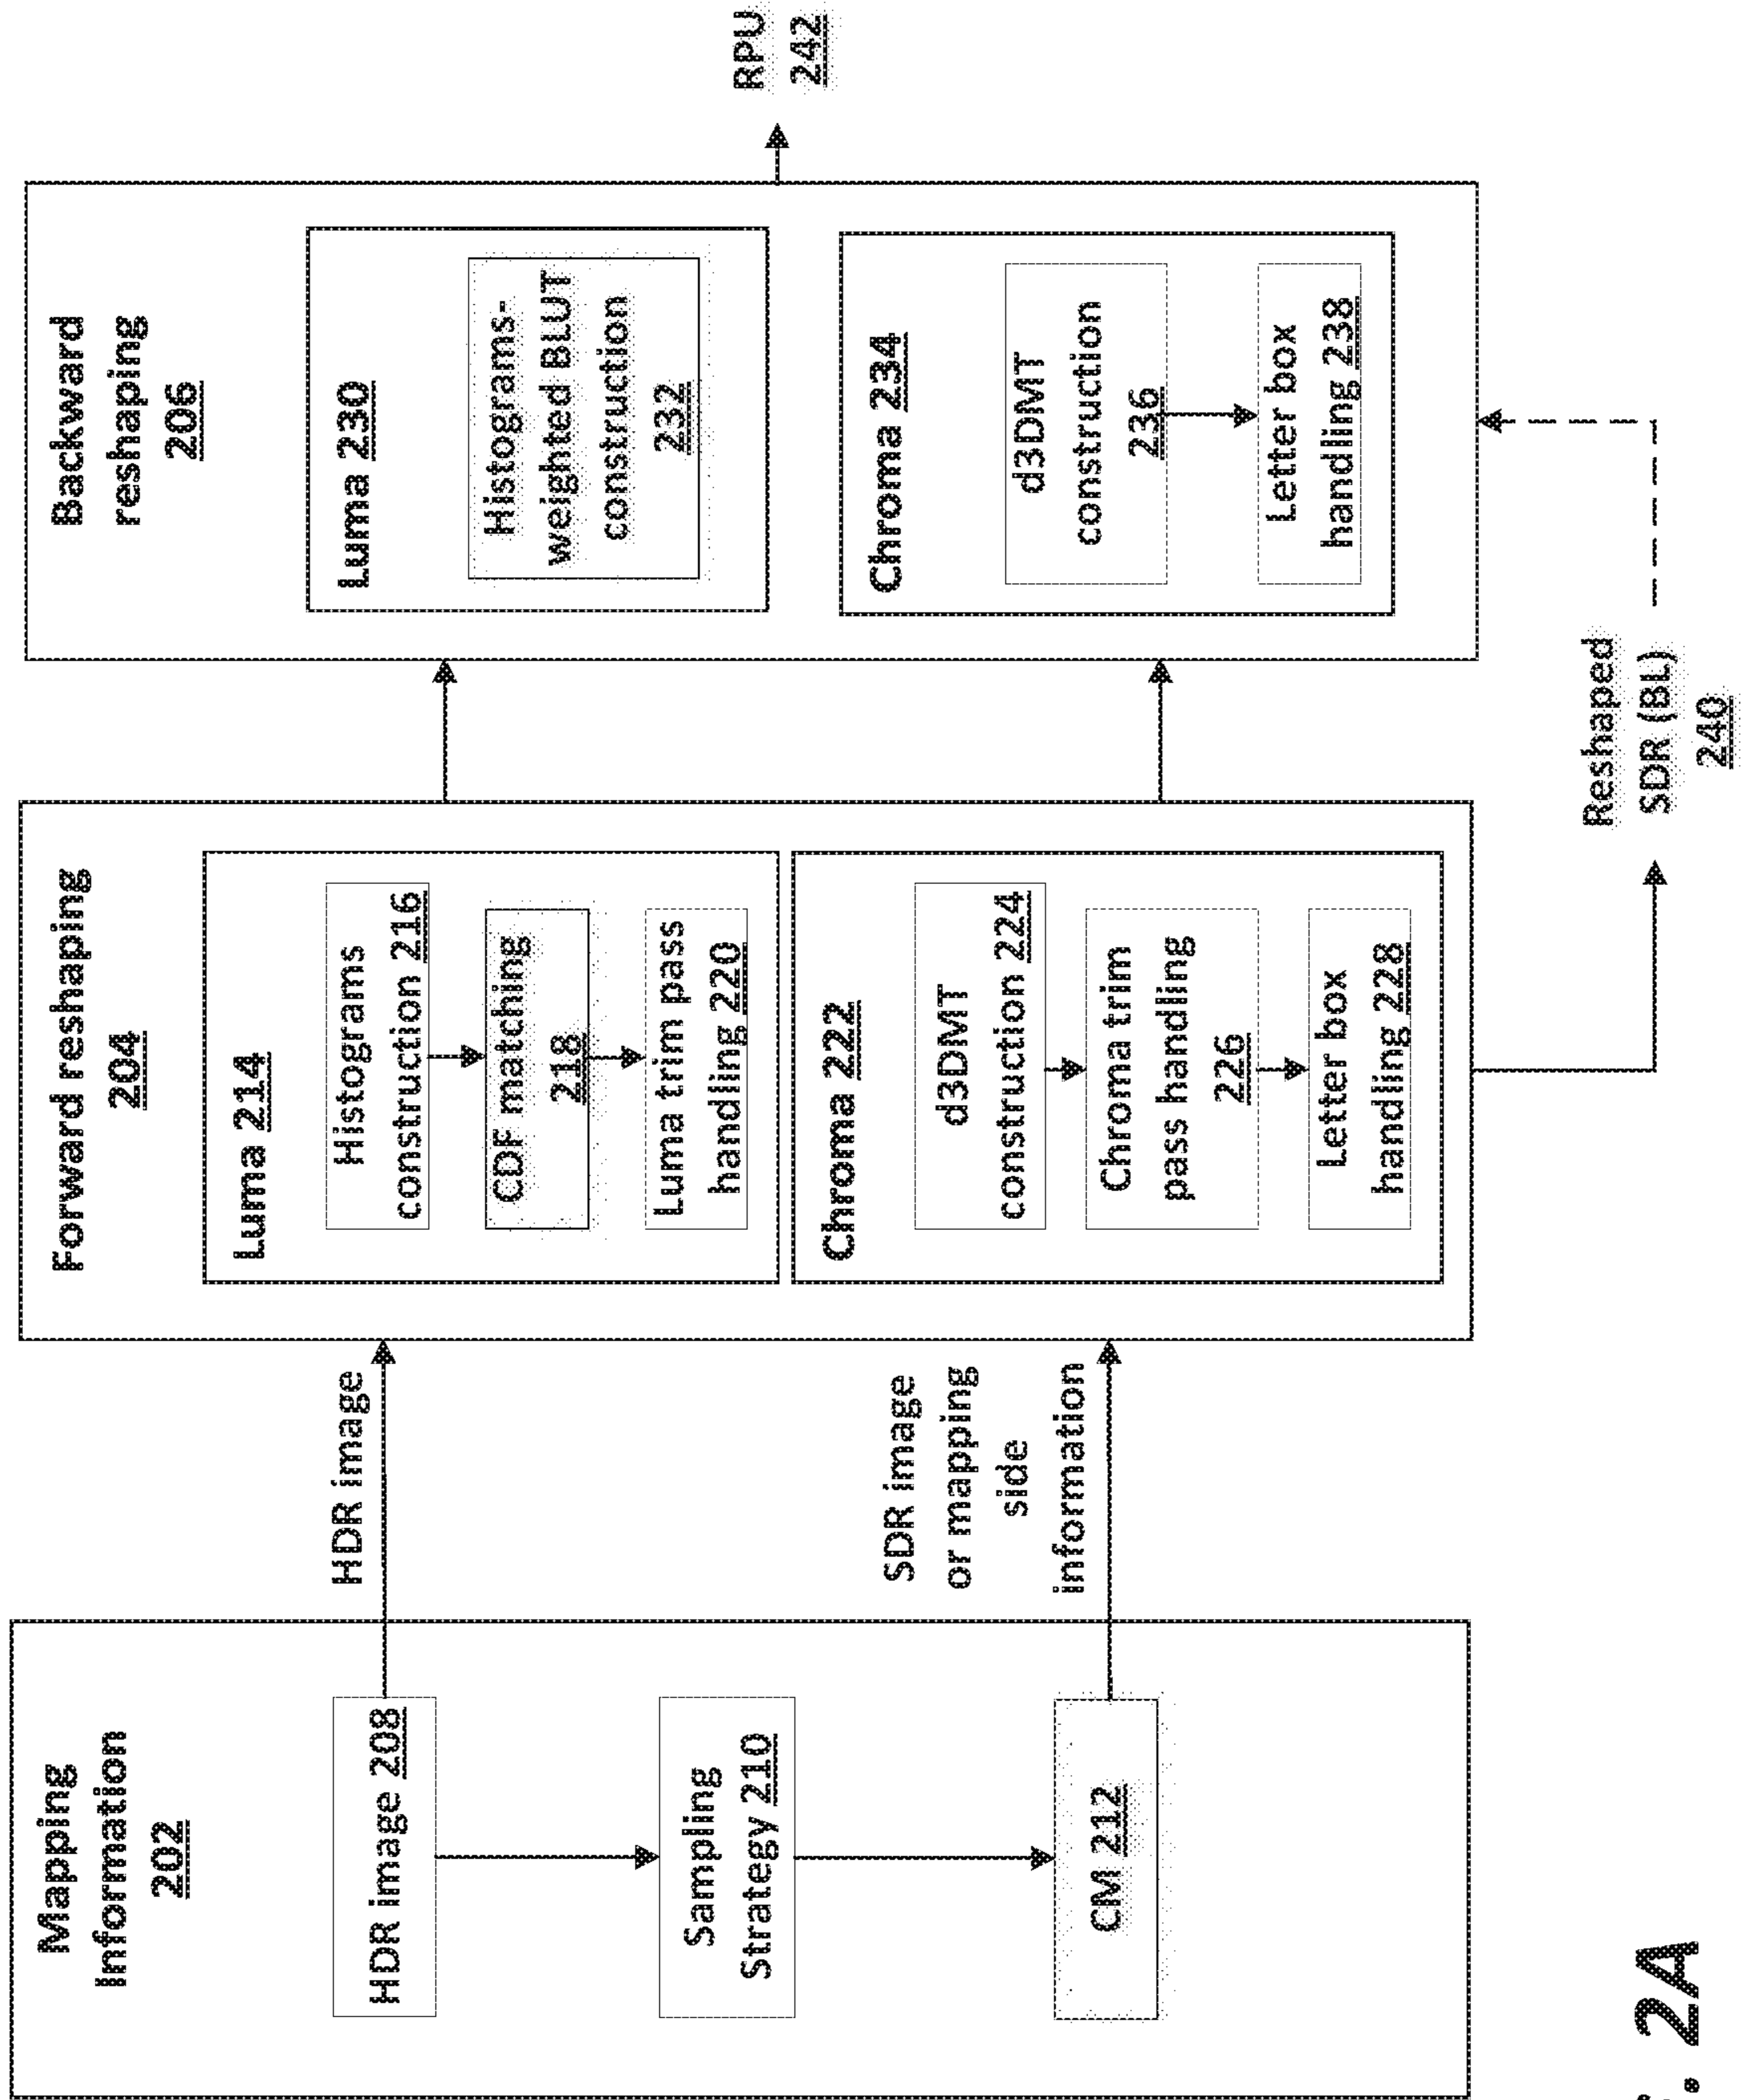 Mapping
information
202
HDR image 208
Sampling
Strategy 210
CM 212
HDR image
SDR image
or mapping
side
information
Forward reshaping
204
Luma 214
Histograms
construction 216
CDF matching
218
Luma trim pass
handling 220
Chroma 222
d3DMT
construction 224
Chroma trim
pass handling
226
Letter box
handling 228
Reshaped
SDR (BL)
240
Backward
reshaping
206
Luma 230
Histograms-
weighted BLUT
construction
232
Chroma 234
d3DMT
construction
236
Letter box
handling 238
RPU
242
. 2A